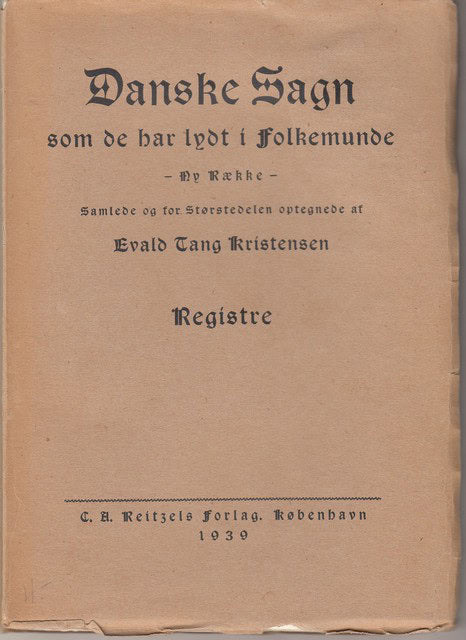 Danske Sagn
som de har lydt i Folkemunde
– Ny Række –
Samlede og for Størstedelen optegnede af
Evald Tang Kristensen
Registre
C. A. Reitzels Forlag. København
1939